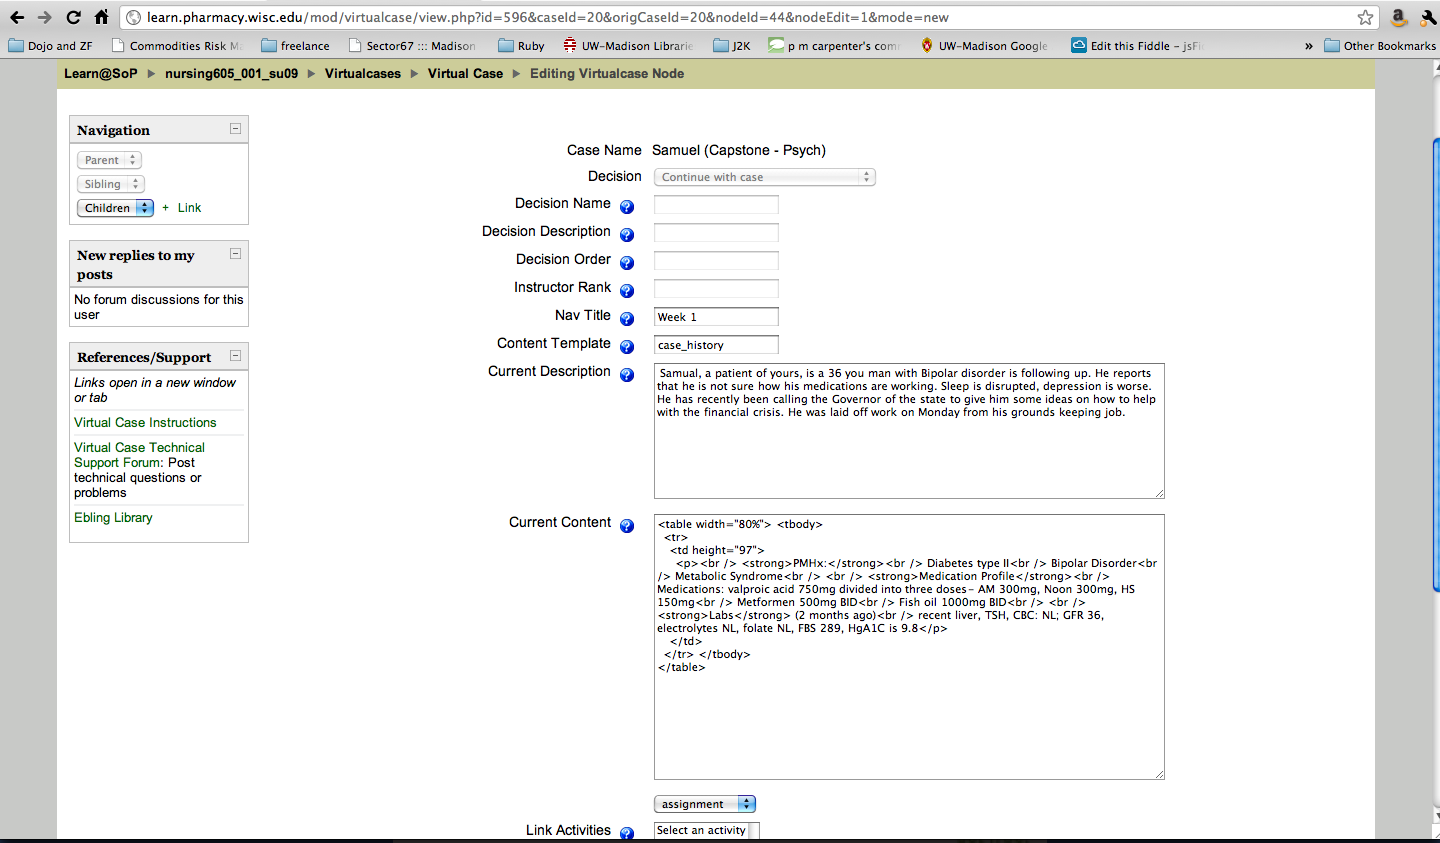 learn.pharmacy.wisc.edu/mod/virtualcase/view.php?id=596&caseId=20&origCaseId=20&nodeId=44&nodeEdit=1&mode=new
Dojo and ZF Commodities Risk Ma freelance Sector67 ::: Madison Ruby UW-Madison Librarie J2K p m carpenter's com UW-Madison Google Edit this Fiddle - jsFi » Other Bookmarks
Learn@SoP ► nursing605_001_su09 ► Virtualcases ► Virtual Case ► Editing Virtualcase Node
Navigation
Parent
Sibling
Children + Link
New replies to my
posts
No forum discussions for this
user
References/Support
Links open in a new window
or tab
Virtual Case Instructions
Virtual Case Technical
Support Forum: Post
technical questions or
problems
Ebling Library
Case Name Samuel (Capstone - Psych)
Decision Continue with case
Decision Name
Decision Description
Decision Order
Instructor Rank
Nav Title Week 1
Content Template case_history
Current Description
Samual, a patient of yours, is a 36 you man with Bipolar disorder is following up. He reports
that he is not sure how his medications are working. Sleep is disrupted, depression is worse.
He has recently been calling the Governor of the state to give him some ideas on how to help
with the financial crisis. He was laid off work on Monday from his grounds keeping job.
Current Content
<table width="80%"> <tbody>
<tr>
<td height="97">
<p><br /> <strong>PMHx:</strong><br /> Diabetes type II<br /> Bipolar Disorder<br
/> Metabolic Syndrome<br /> <br /> <strong>Medication Profile</strong><br />
Medications: valproic acid 750mg divided into three doses- AM 300mg, Noon 300mg, HS
150mg<br /> Metformen 500mg BID<br /> Fish oil 1000mg BID<br /> <br />
<strong>Labs</strong> (2 months ago)<br /> recent liver, TSH, CBC: NL; GFR 36,
electrolytes NL, folate NL, FBS 289, HgA1C is 9.8</p>
</td>
</tr> </tbody>
</table>
assignment
Link Activities Select an activity